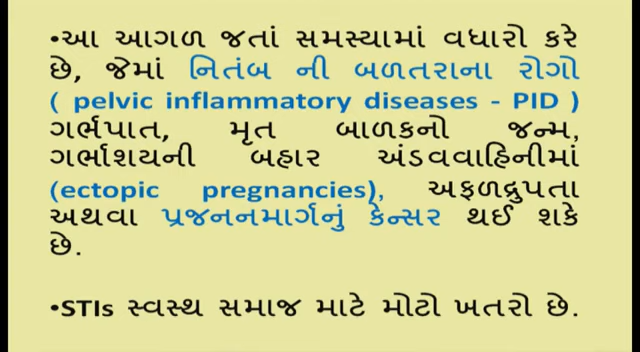 •આ આગળ જતાં સમસ્યામાં વધારો કરે
છે, જેમાં નિતંબ ની બળતરાના રોગો
( pelvic inflammatory diseases - PID )
ગર્ભપાત, મૃત બાળકનો જન્મ,
ગર્ભાશયની બહાર અંડવવાહિનીમાં
(ectopic pregnancies), અફળદ્રુપતા
અથવા પ્રજનનમાર્ગનું કેન્સર થઈ શકે
છે.
•STIs સ્વસ્થ સમાજ માટે મોટો ખતરો છે.